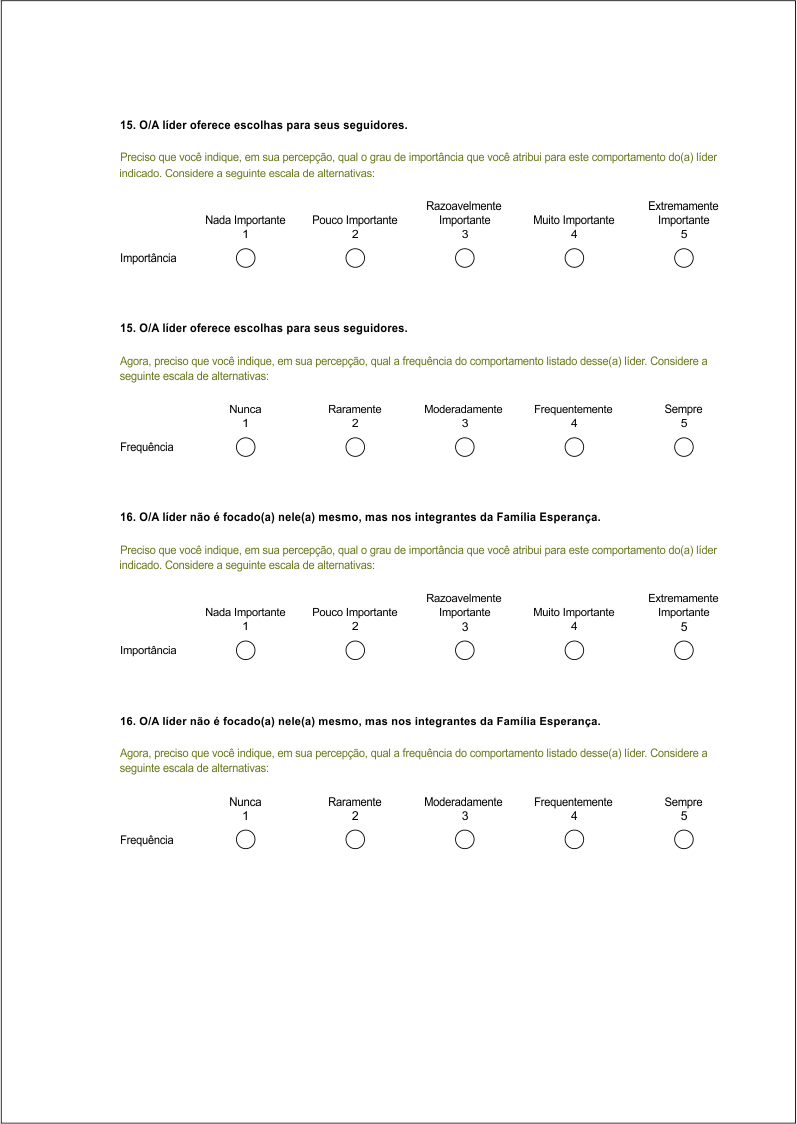 15. O/A líder oferece escolhas para seus seguidores.
Preciso que você indique, em sua percepção, qual o grau de importância que você atribui para este comportamento do(a) líder
indicado. Considere a seguinte escala de alternativas:
Razoavelmente Extremamente
Nada Importante Pouco Importante Importante Muito Importante Importante
1 2 3 4 5
Importância
15. O/A líder oferece escolhas para seus seguidores.
Agora, preciso que você indique, em sua percepção, qual a frequência do comportamento listado desse(a) líder. Considere a
seguinte escala de alternativas:
Nunca Raramente Moderadamente Frequentemente Sempre
1 2 3 4 5
Frequência
16. O/A líder não é focado(a) nele(a) mesmo, mas nos integrantes da Família Esperança.
Preciso que você indique, em sua percepção, qual o grau de importância que você atribui para este comportamento do(a) líder
indicado. Considere a seguinte escala de alternativas:
Razoavelmente Extremamente
Nada Importante Pouco Importante Importante Muito Importante Importante
1 2 3 4 5
Importância
16. O/A líder não é focado(a) nele(a) mesmo, mas nos integrantes da Família Esperança.
Agora, preciso que você indique, em sua percepção, qual a frequência do comportamento listado desse(a) líder. Considere a
seguinte escala de alternativas:
Nunca Raramente Moderadamente Frequentemente Sempre
1 2 3 4 5
Frequência